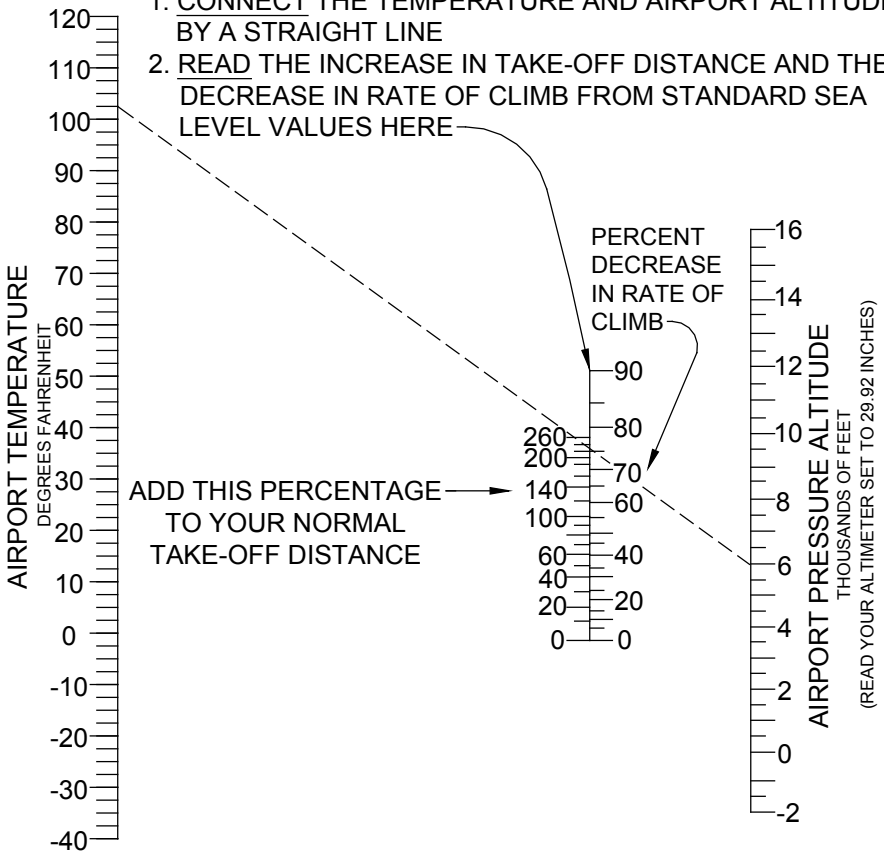 1. CONNECT THE TEMPERATURE AND AIRPORT ALTITUDE
BY A STRAIGHT LINE
2. READ THE INCREASE IN TAKE-OFF DISTANCE AND THE
DECREASE IN RATE OF CLIMB FROM STANDARD SEA
LEVEL VALUES HERE
AIRPORT TEMPERATURE
DEGREES FAHRENHEIT
120
110
100
90
80
70
60
50
40
30
20
10
0
-10
-20
-30
-40
ADD THIS PERCENTAGE
TO YOUR NORMAL
TAKE-OFF DISTANCE
260
200
140
100
60
40
20
0
PERCENT
DECREASE
IN RATE OF
CLIMB
90
80
70
60
40
20
0
16
14
12
10
8
6
4
2
0
-2
AIRPORT PRESSURE ALTITUDE
THOUSANDS OF FEET
(READ YOUR ALTIMETER SET TO 29.92 INCHES)